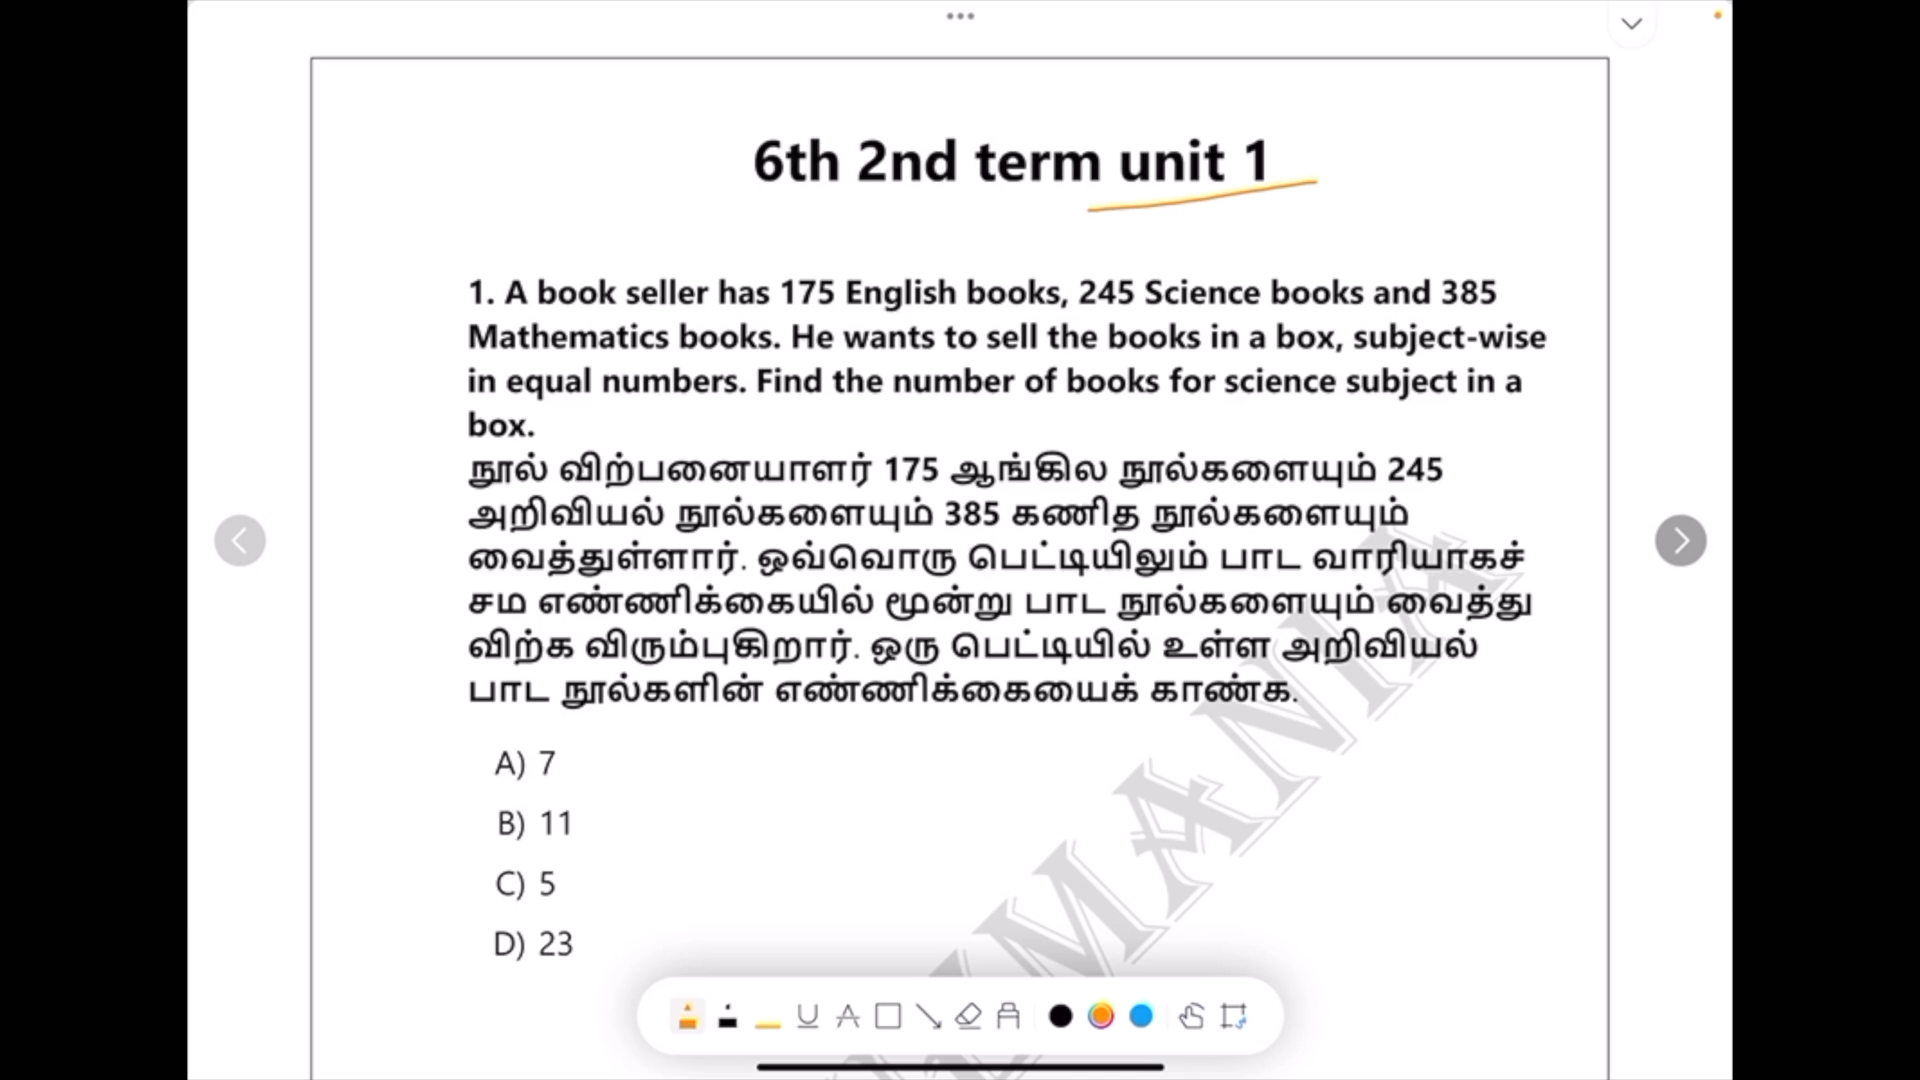 6th 2nd term unit 1
1. A book seller has 175 English books, 245 Science books and 385
Mathematics books. He wants to sell the books in a box, subject-wise
in equal numbers. Find the number of books for science subject in a
box.
நூல் விற்பனையாளர் 175 ஆங்கில நூல்களையும் 245
அறிவியல் நூல்களையும் 385 கணித நூல்களையும்
வைத்துள்ளார். ஒவ்வொரு பெட்டியிலும் பாட வாரியாகச்
சம எண்ணிக்கையில் மூன்று பாட நூல்களையும் வைத்து
விற்க விரும்புகிறார். ஒரு பெட்டியில் உள்ள அறிவியல்
பாட நூல்களின் எண்ணிக்கையைக் காண்க.
A) 7
B) 11
C) 5
D) 23